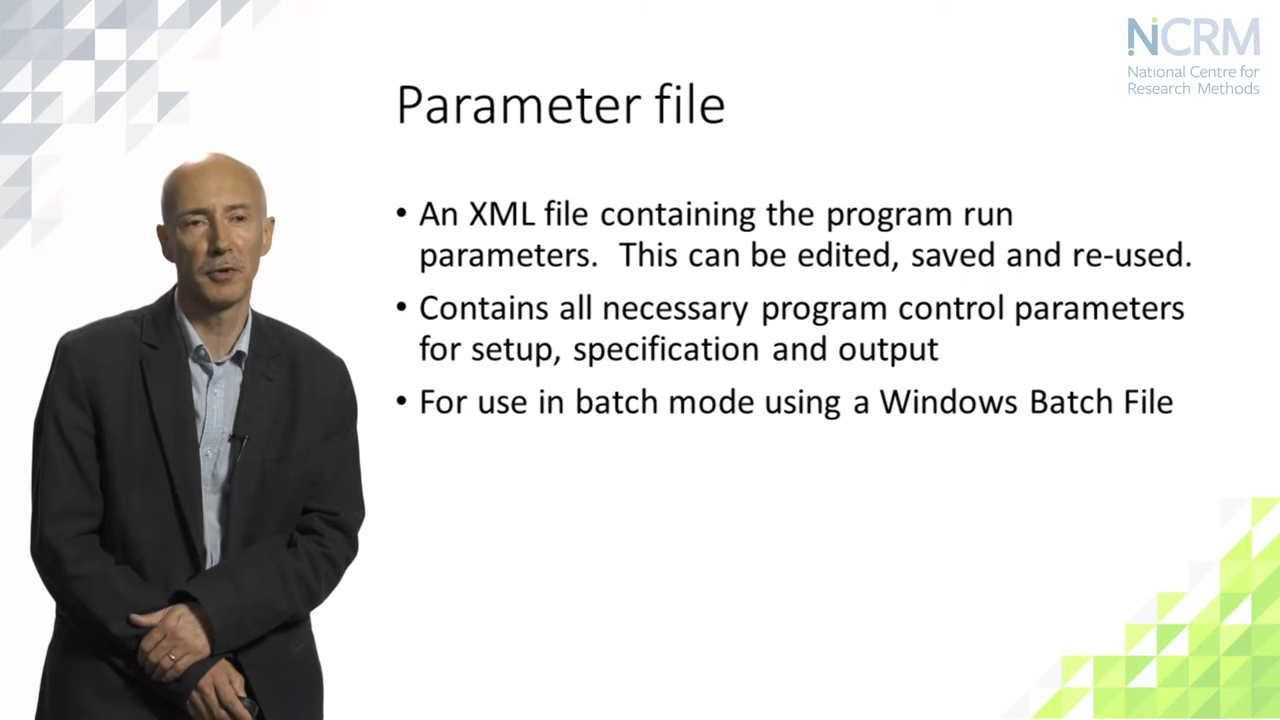 NCRM
National Centre for
Research Methods
Parameter file
• An XML file containing the program run
parameters.  This can be edited, saved and re-used.
• Contains all necessary program control parameters
for setup, specification and output
• For use in batch mode using a Windows Batch File